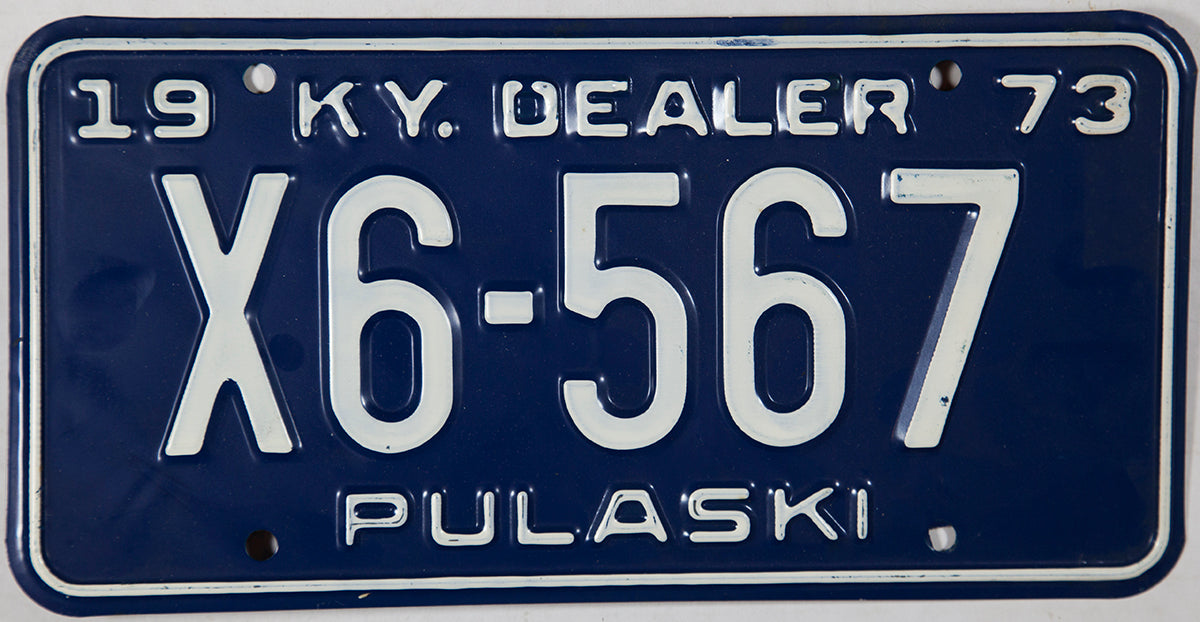 19 KY. DEALER 73
X6-567
PULASKI